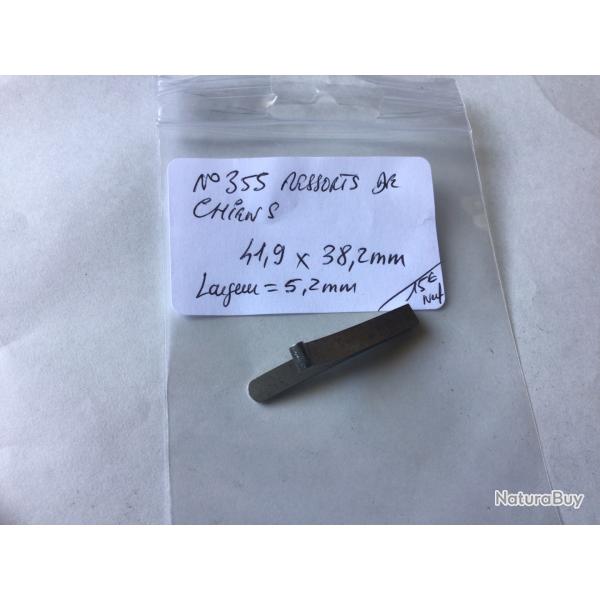 N° 355 RESSORTS DE
CHIENS
41,9 x 38,2mm
Largeur = 5,2mm
15€
Neuf
NaturaBuy